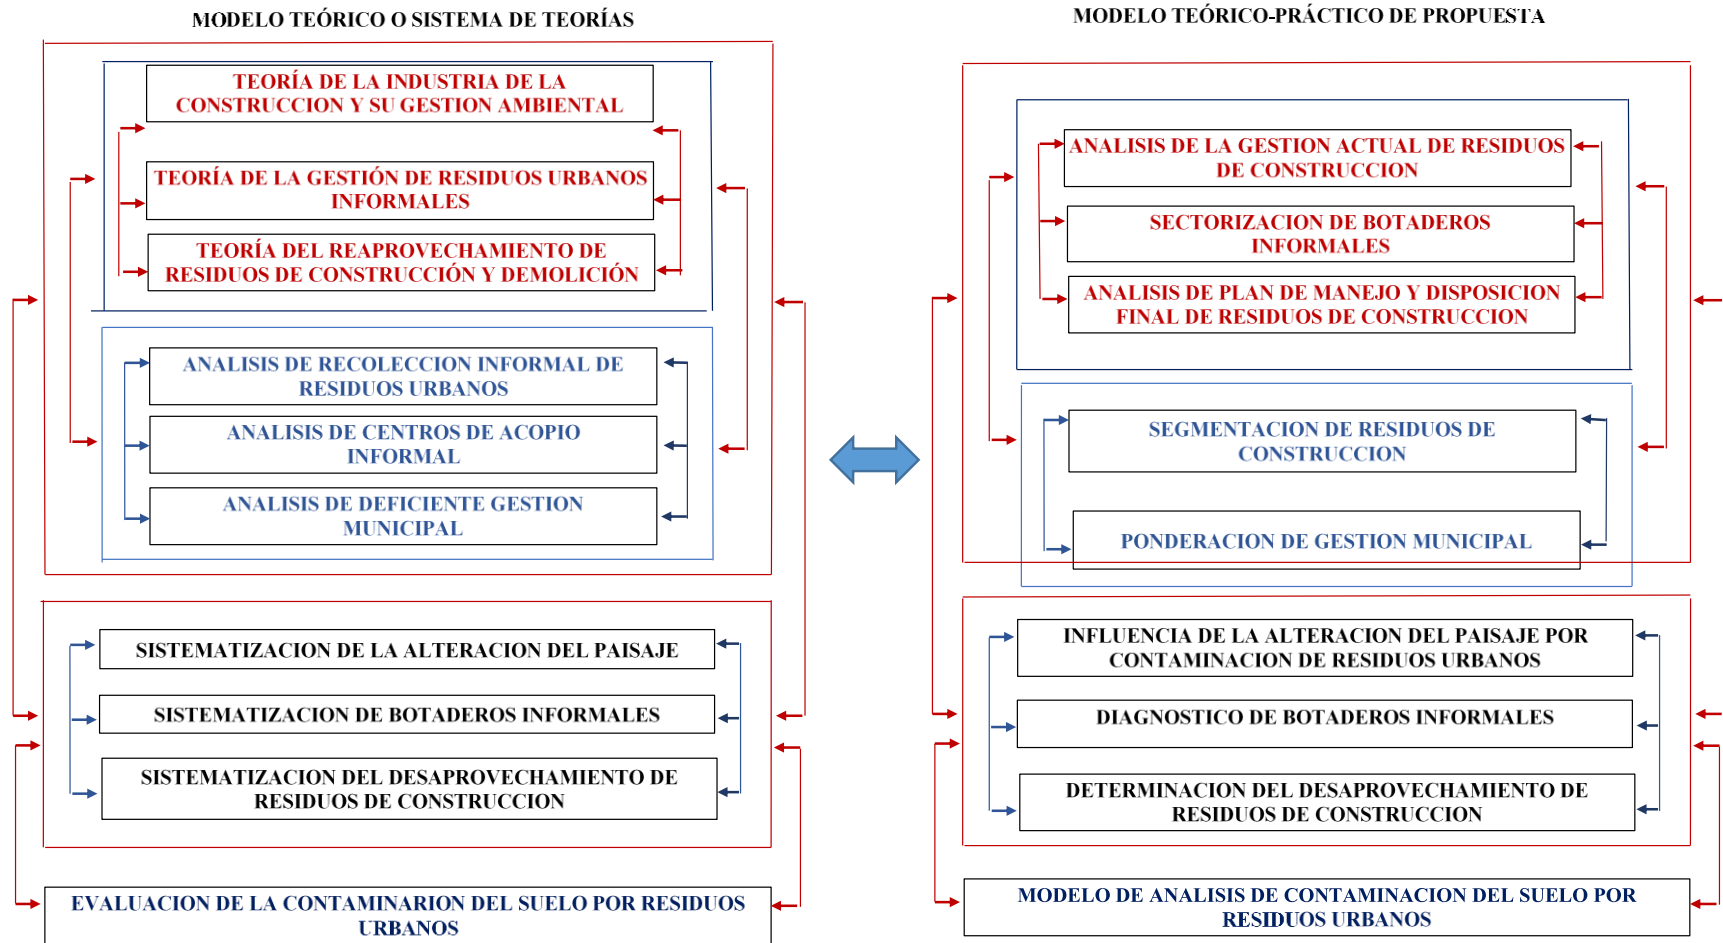 MODELO TEÓRICO O SISTEMA DE TEORÍAS
TEORÍA DE LA INDUSTRIA DE LA
CONSTRUCCION Y SU GESTION AMBIENTAL
TEORÍA DE LA GESTIÓN DE RESIDUOS URBANOS
INFORMALES
TEORÍA DEL REAPROVECHAMIENTO DE
RESIDUOS DE CONSTRUCCIÓN Y DEMOLICIÓN
ANALISIS DE RECOLECCION INFORMAL DE
RESIDUOS URBANOS
ANALISIS DE CENTROS DE ACOPIO
INFORMAL
ANALISIS DE DEFICIENTE GESTION
MUNICIPAL
SISTEMATIZACION DE LA ALTERACION DEL PAISAJE
SISTEMATIZACION DE BOTADEROS INFORMALES
SISTEMATIZACION DEL DESAPROVECHAMIENTO DE
RESIDUOS DE CONSTRUCCION
EVALUACION DE LA CONTAMINARION DEL SUELO POR RESIDUOS
URBANOS
MODELO TEÓRICO-PRÁCTICO DE PROPUESTA
ANALISIS DE LA GESTION ACTUAL DE RESIDUOS
DE CONSTRUCCION
SECTORIZACION DE BOTADEROS
INFORMALES
ANALISIS DE PLAN DE MANEJO Y DISPOSICION
FINAL DE RESIDUOS DE CONSTRUCCION
SEGMENTACION DE RESIDUOS DE
CONSTRUCCION
PONDERACION DE GESTION MUNICIPAL
INFLUENCIA DE LA ALTERACION DEL PAISAJE POR
CONTAMINACION DE RESIDUOS URBANOS
DIAGNOSTICO DE BOTADEROS INFORMALES
DETERMINACION DEL DESAPROVECHAMIENTO DE
RESIDUOS DE CONSTRUCCION
MODELO DE ANALISIS DE CONTAMINACION DEL SUELO POR
RESIDUOS URBANOS